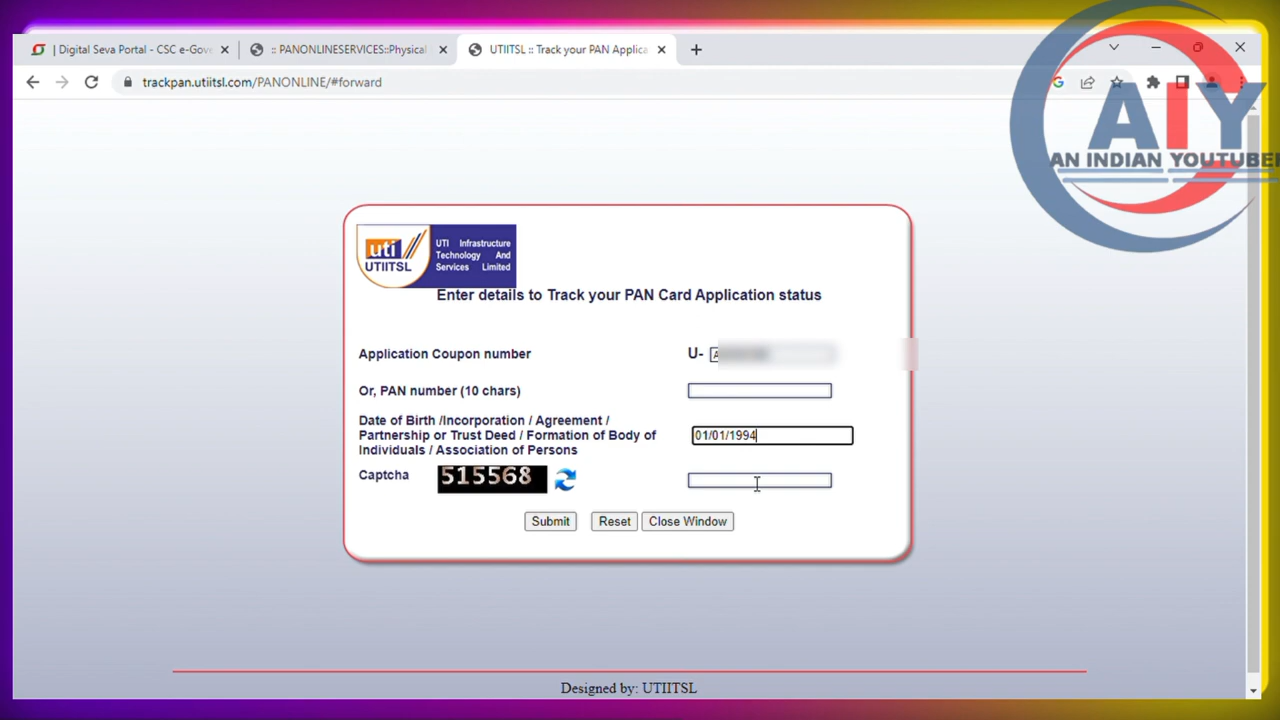 | Digital Seva Portal - CSC e-Gov
:: PANONLINESERVICES::Physical
UTIITSL :: Track your PAN Applica
trackpan.utiitsl.com/PANONLINE/#forward
AIY
AN INDIAN YOUTUBER
uti
UTIITSL
UTI Infrastructure
Technology And
Services Limited
Enter details to Track your PAN Card Application status
Application Coupon number
U- A
Or, PAN number (10 chars)
Date of Birth /Incorporation / Agreement /
Partnership or Trust Deed / Formation of Body of
Individuals / Association of Persons
01/01/1994
Captcha
515568
Submit Reset Close Window
Designed by: UTIITSL